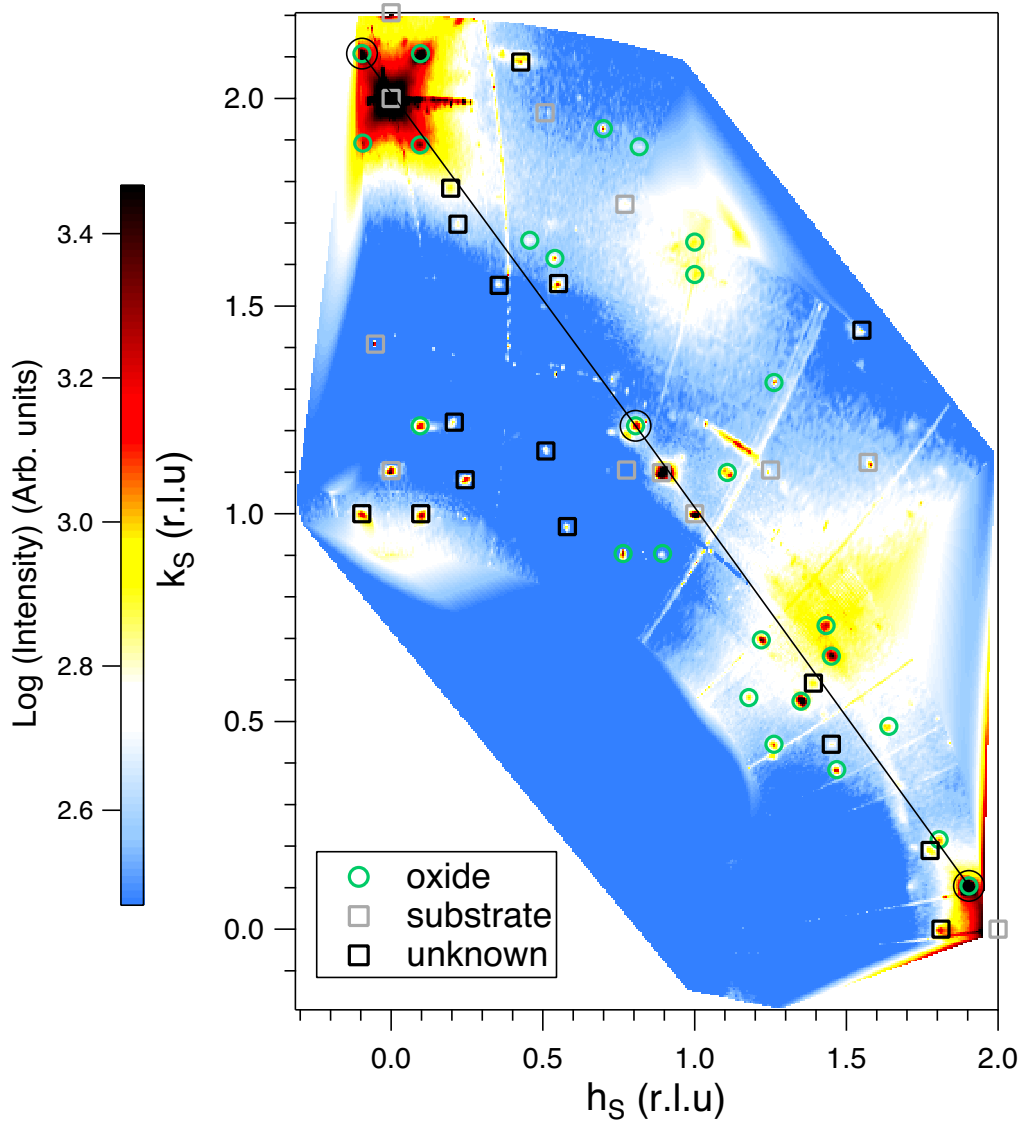 2.0
1.5
1.0
0.5
0.0
k_S (r.l.u)
3.4
3.2
3.0
2.8
2.6
Log (Intensity) (Arb. units)
oxide
substrate
unknown
0.0 0.5 1.0 1.5 2.0
h_S (r.l.u)